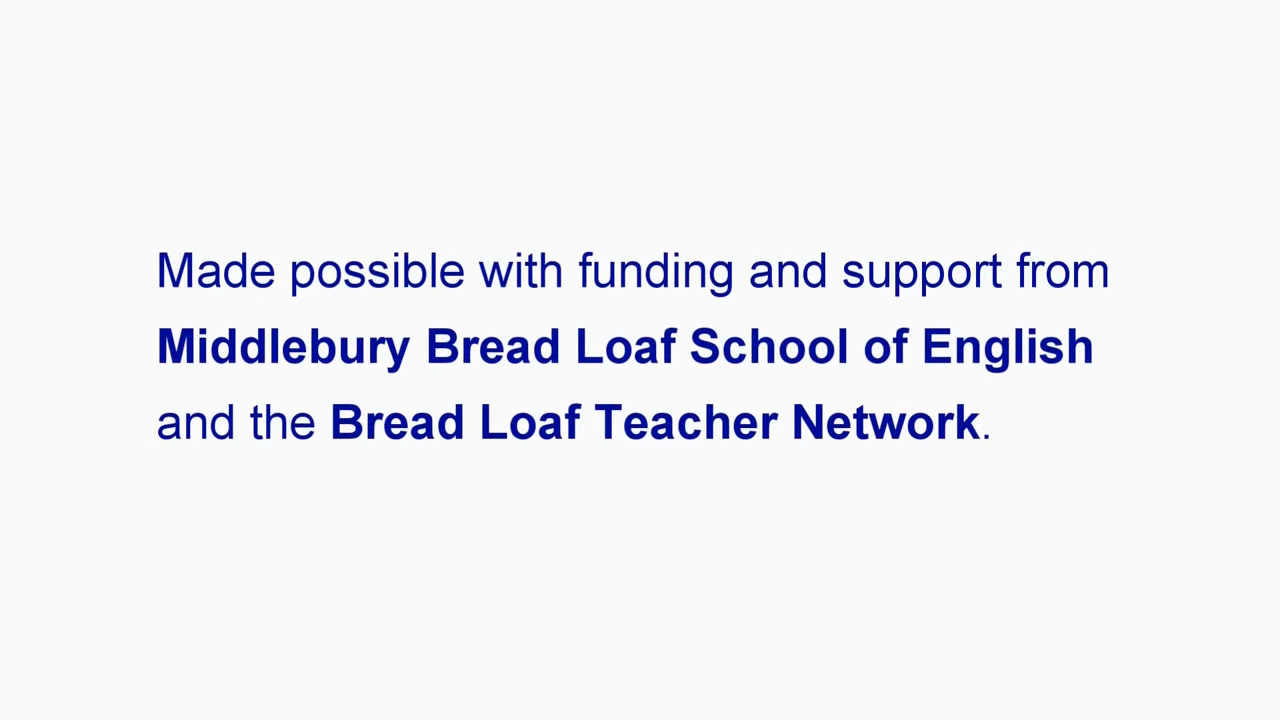 Made possible with funding and support from
Middlebury Bread Loaf School of English
and the Bread Loaf Teacher Network.